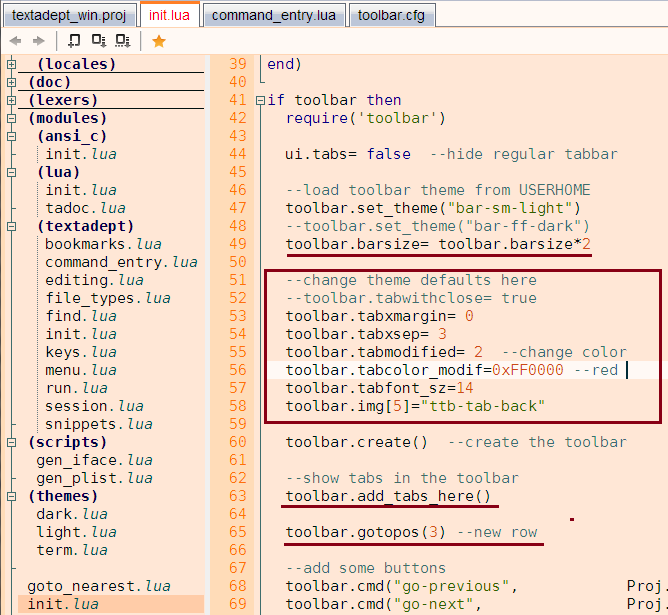 textadept_win.proj
init.lua
command_entry.lua
toolbar.cfg
(locales)
(doc)
(lexers)
(modules)
(ansi_c)
init.lua
(lua)
init.lua
tadoc.lua
(textadept)
bookmarks.lua
command_entry.lua
editing.lua
file_types.lua
find.lua
init.lua
keys.lua
menu.lua
run.lua
session.lua
snippets.lua
(scripts)
gen_iface.lua
gen_plist.lua
(themes)
dark.lua
light.lua
term.lua
goto_nearest.lua
init.lua
39 end)
40
41 if toolbar then
42 require('toolbar')
43
44 ui.tabs= false --hide regular tabbar
45
46 --load toolbar theme from USERHOME
47 toolbar.set_theme("bar-sm-light")
48 --toolbar.set_theme("bar-ff-dark")
49 toolbar.barsize= toolbar.barsize*2
50
51 --change theme defaults here
52 --toolbar.tabwithclose= true
53 toolbar.tabxmargin= 0
54 toolbar.tabxsep= 3
55 toolbar.tabmodified= 2 --change color
56 toolbar.tabcolor_modif=0xFF0000 --red
57 toolbar.tabfont_sz=14
58 toolbar.img[5]="ttb-tab-back"
59
60 toolbar.create() --create the toolbar
61
62 --show tabs in the toolbar
63 toolbar.add_tabs_here()
64
65 toolbar.gotopos(3) --new row
66
67 --add some buttons
68 toolbar.cmd("go-previous", Proj.
69 toolbar.cmd("go-next", Proj.